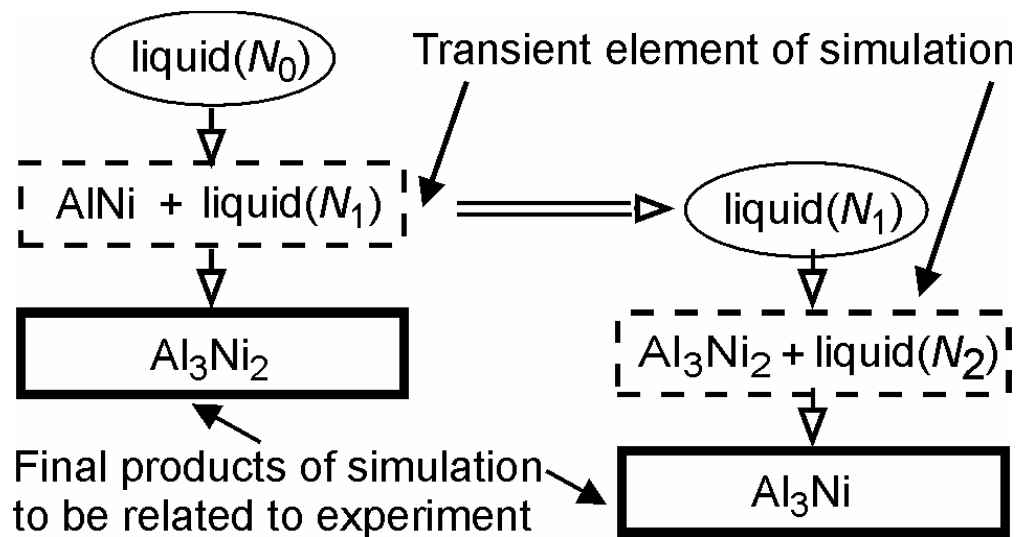 liquid(N₀)
Transient element of simulation
AlNi + liquid(N₁)
liquid(N₁)
Al₃Ni₂
Al₃Ni₂ + liquid(N₂)
Final products of simulation
to be related to experiment
Al₃Ni